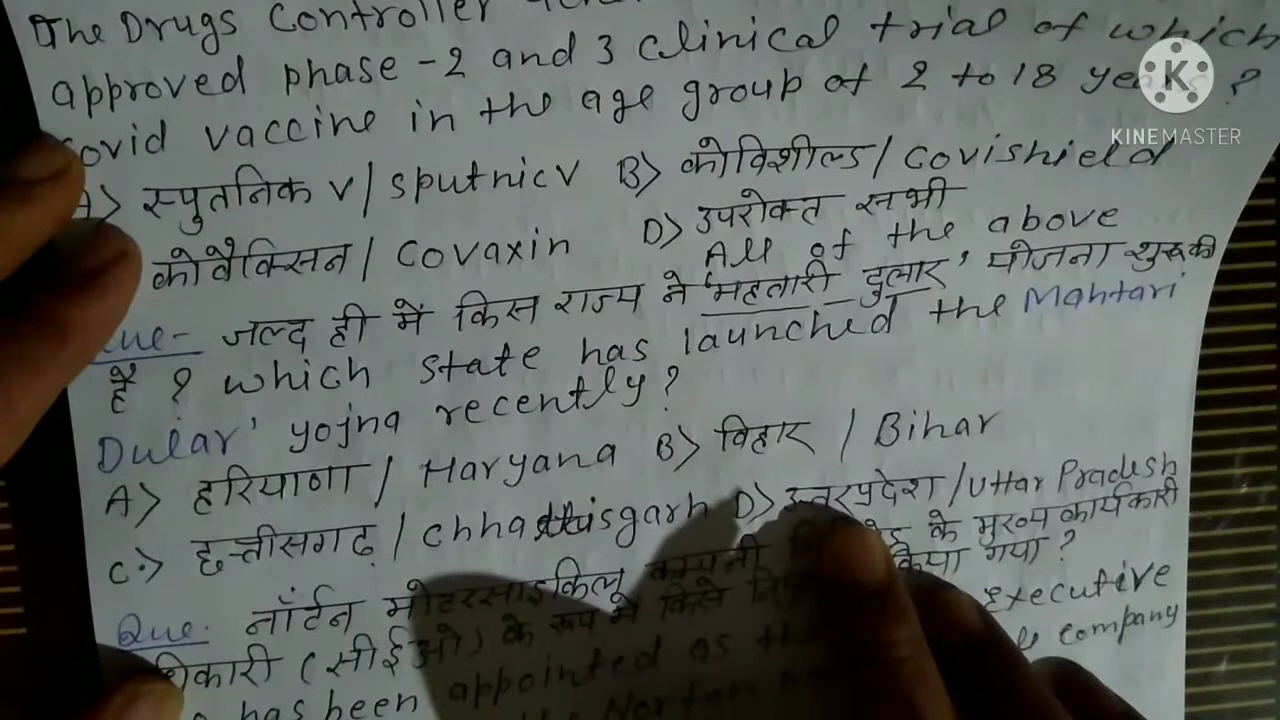 The Drugs Controller
approved phase-2 and 3 clinical trial of which
covid vaccine in the age group of 2 to 18 years?
A> स्पुतनिक v / sputnic v B> कोविशील्ड / covishield
कोवैक्सिन / covaxin D> उपरोक्त सभी
All of the above
Que- जल्द ही में किस राज्य ने 'महतारी दुलार' योजना शुरू की
है ? which state has launched the Mahtari
Dular' yojna recently?
A> हरियाणा / Haryana B> बिहार / Bihar
C.> छत्तीसगढ़ / chhattisgarh D> उत्तरप्रदेश / Uttar Pradesh
Que. नॉर्टन मोटरसाइकिल कम्पनी के मुख्य कार्यकारी
(सीईओ) के रूप में किसे किया गया ?
has been appointed as executive
company
KINEMASTER